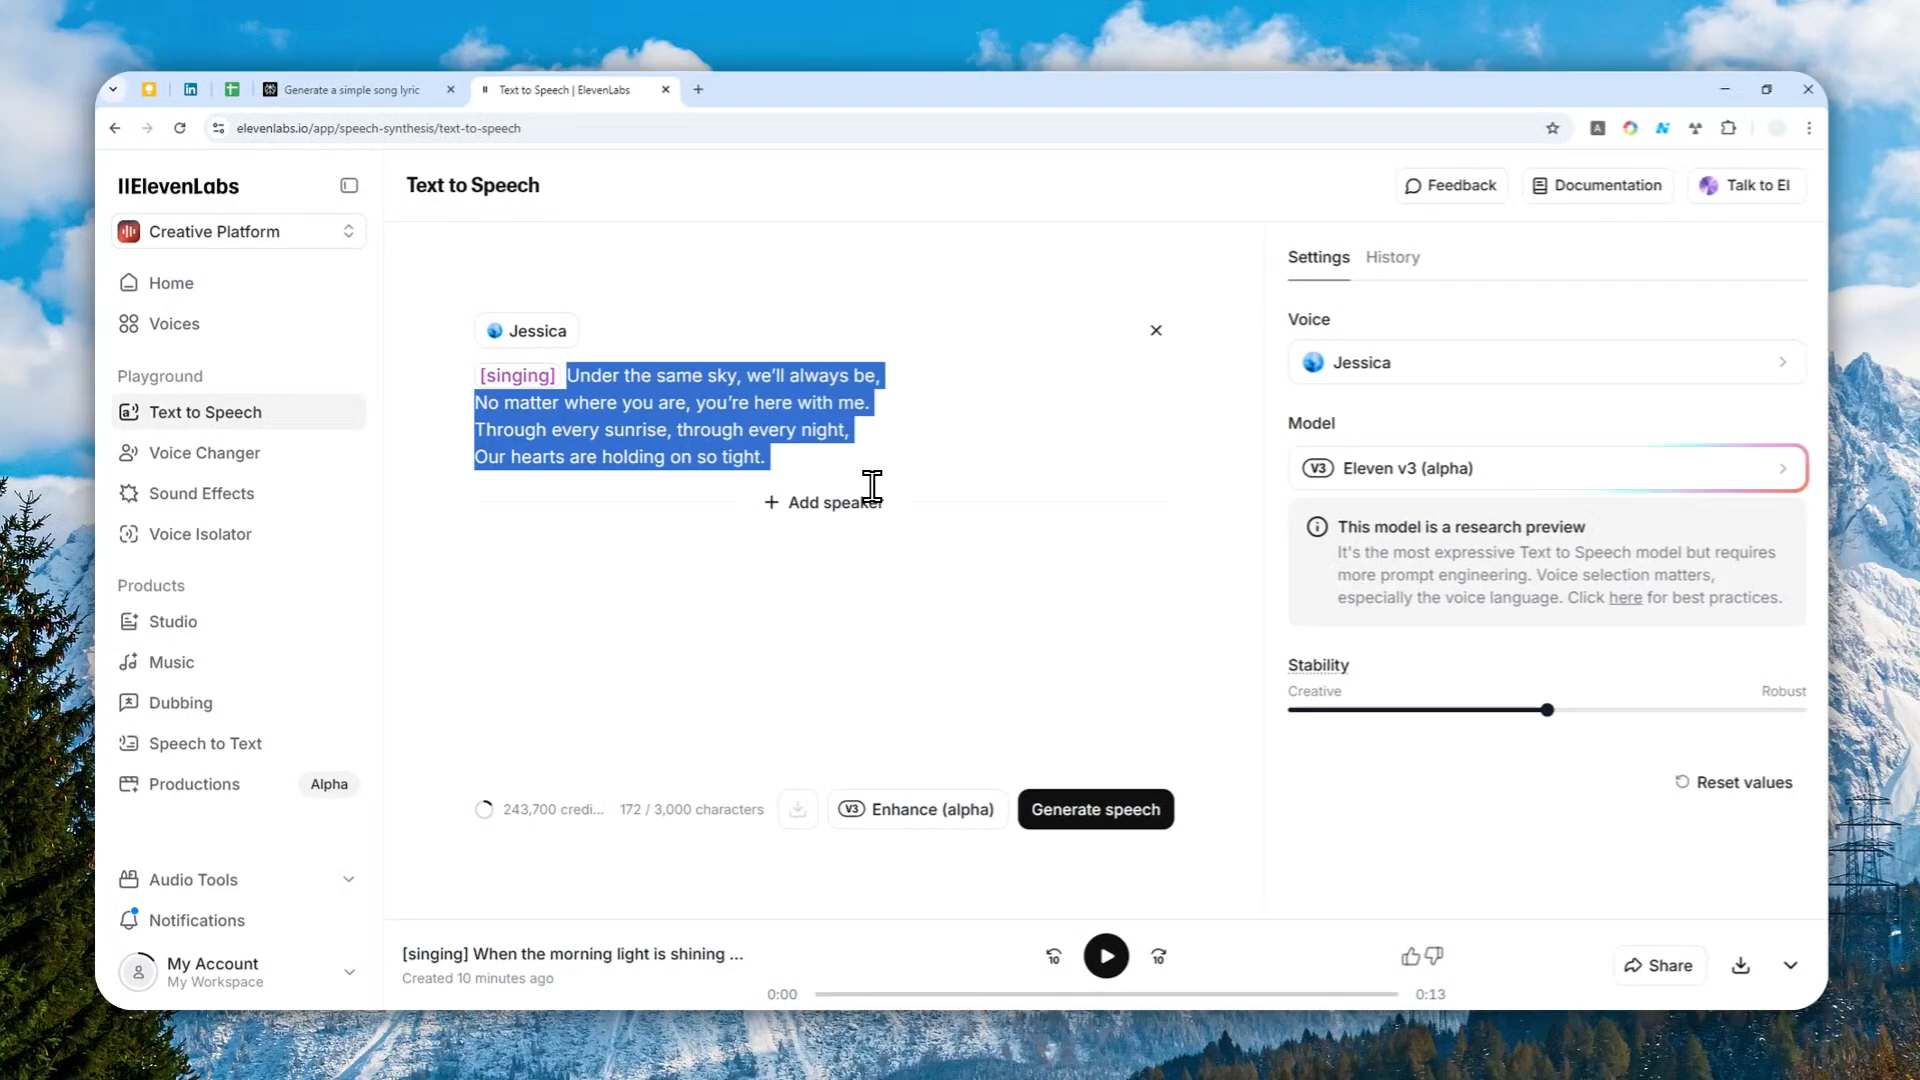 Generate a simple song lyric
Text to Speech | ElevenLabs
elevenlabs.io/app/speech-synthesis/text-to-speech
IIElevenLabs
Creative Platform
Home
Voices
Playground
Text to Speech
Voice Changer
Sound Effects
Voice Isolator
Products
Studio
Music
Dubbing
Speech to Text
Productions
Alpha
Audio Tools
Notifications
My Account
My Workspace
Text to Speech
Feedback
Documentation
Talk to El
Jessica
[singing] Under the same sky, we’ll always be,
No matter where you are, you’re here with me.
Through every sunrise, through every night,
Our hearts are holding on so tight.
Add speaker
243,700 credi...
172 / 3,000 characters
V3 Enhance (alpha)
Generate speech
Settings
History
Voice
Jessica
Model
V3 Eleven v3 (alpha)
This model is a research preview
It's the most expressive Text to Speech model but requires
more prompt engineering. Voice selection matters,
especially the voice language. Click here for best practices.
Stability
Creative
Robust
Reset values
[singing] When the morning light is shining ...
Created 10 minutes ago
10
10
0:00
0:13
Share